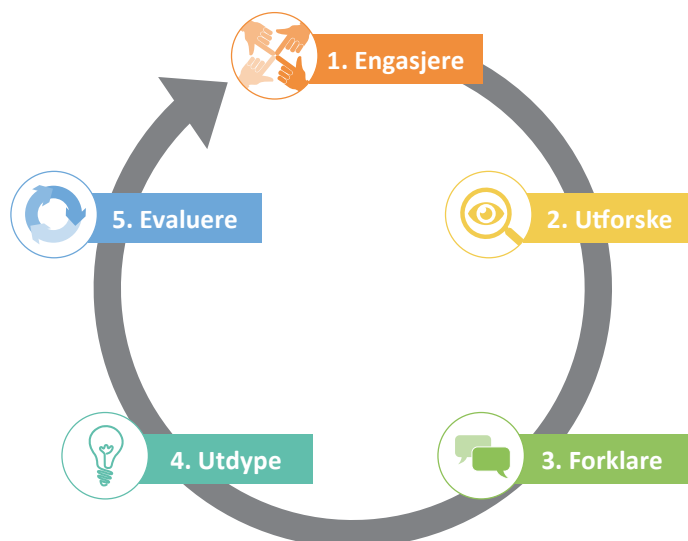 1. Engasjere
2. Utforske
3. Forklare
4. Utdype
5. Evaluere